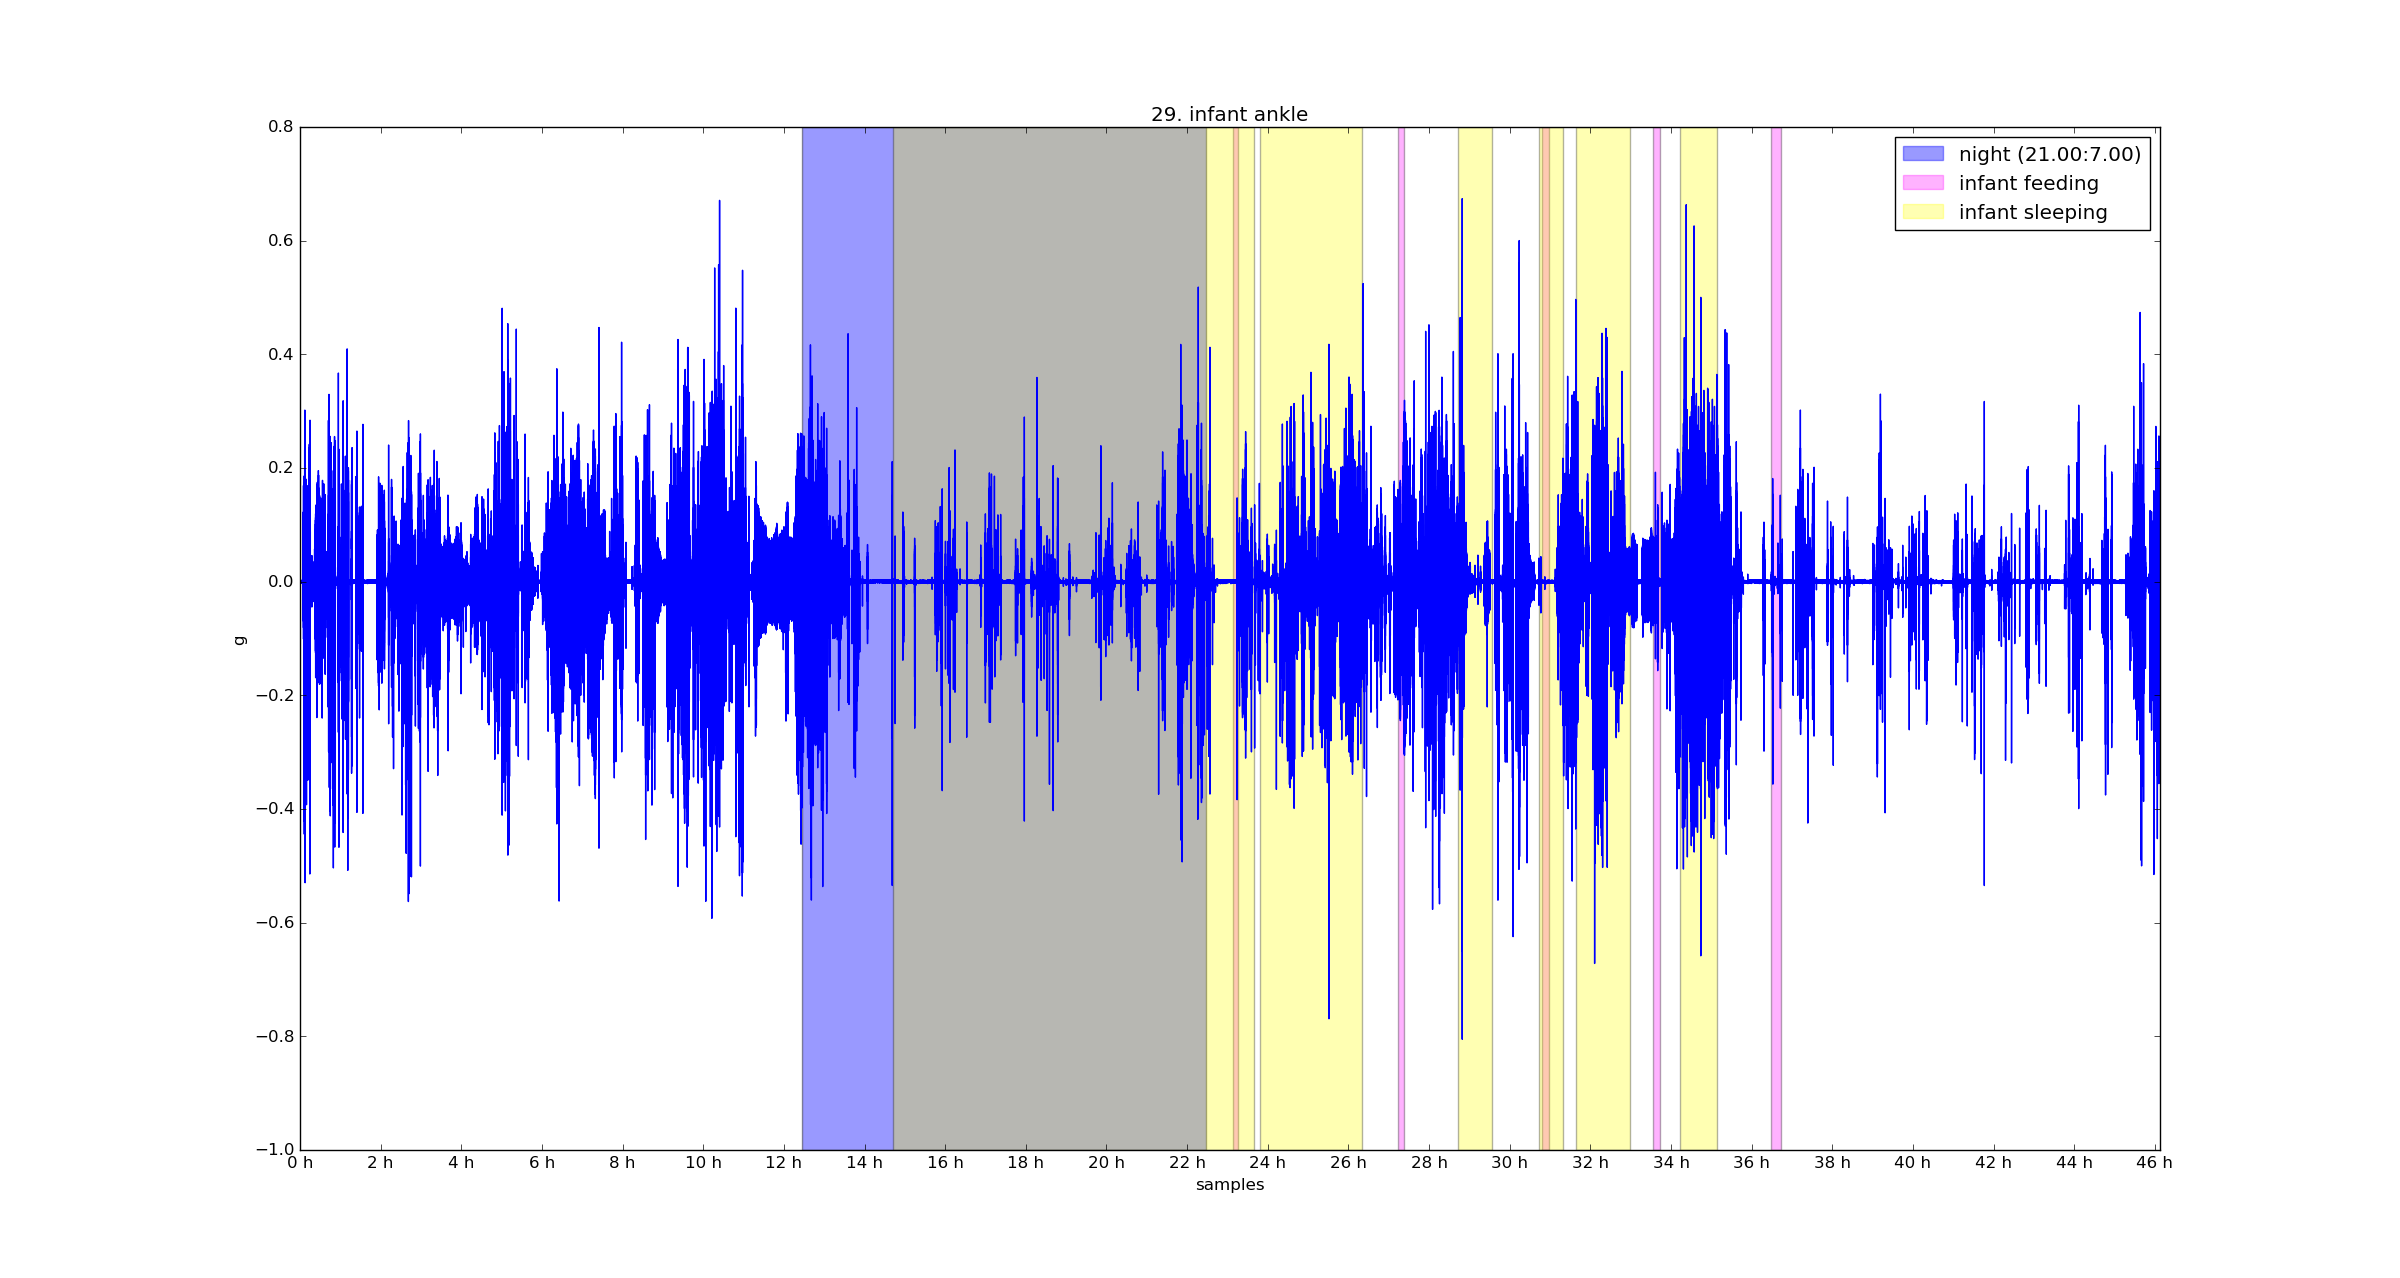 29. infant ankle
0.8
0.6
0.4
0.2
0.0
−0.2
−0.4
−0.6
−0.8
−1.0
g
night (21.00:7.00)
infant feeding
infant sleeping
0 h 2 h 4 h 6 h 8 h 10 h 12 h 14 h 16 h 18 h 20 h 22 h 24 h 26 h 28 h 30 h 32 h 34 h 36 h 38 h 40 h 42 h 44 h 46 h
samples